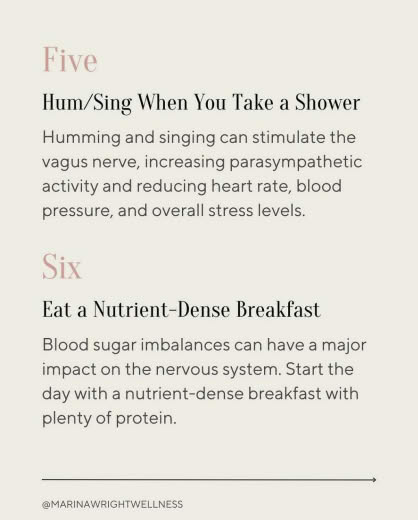 Five
Hum/Sing When You Take a Shower
Humming and singing can stimulate the
vagus nerve, increasing parasympathetic
activity and reducing heart rate, blood
pressure, and overall stress levels.
Six
Eat a Nutrient-Dense Breakfast
Blood sugar imbalances can have a major
impact on the nervous system. Start the
day with a nutrient-dense breakfast with
plenty of protein.
@MARINAWRIGHTWELLNESS